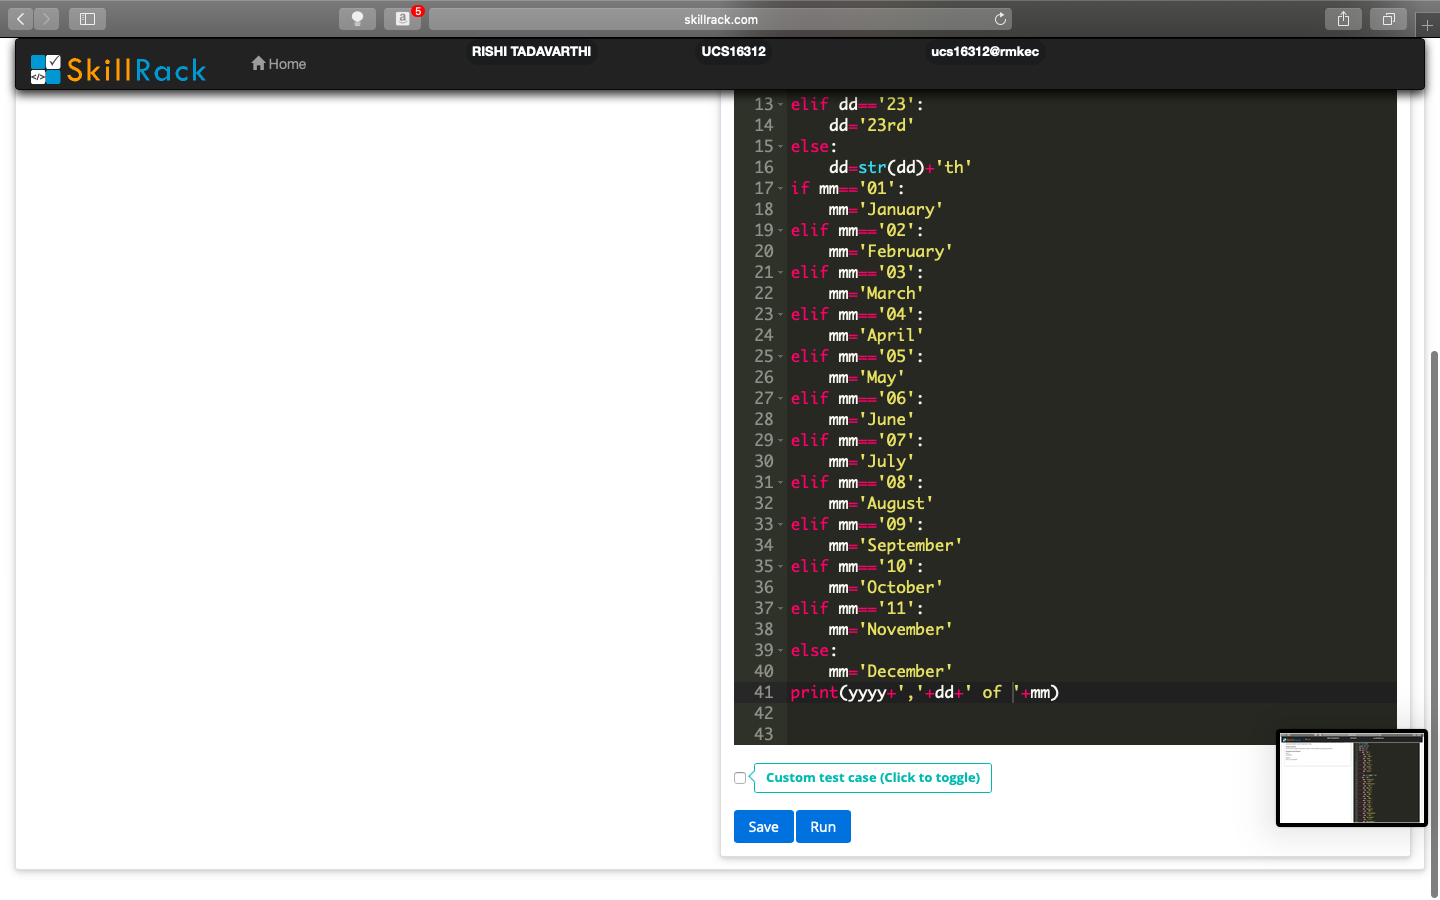 skillrack.com
5
SkillRack
Home
RISHI TADAVARTHI
UCS16312
ucs16312@rmkec
13 elif dd=='23':
14 dd='23rd'
15 else:
16 dd=str(dd)+'th'
17 if mm=='01':
18 mm='January'
19 elif mm=='02':
20 mm='February'
21 elif mm=='03':
22 mm='March'
23 elif mm=='04':
24 mm='April'
25 elif mm=='05':
26 mm='May'
27 elif mm=='06':
28 mm='June'
29 elif mm=='07':
30 mm='July'
31 elif mm=='08':
32 mm='August'
33 elif mm=='09':
34 mm='September'
35 elif mm=='10':
36 mm='October'
37 elif mm=='11':
38 mm='November'
39 else:
40 mm='December'
41 print(yyyy+','+dd+' of '+mm)
42
43
Custom test case (Click to toggle)
Save
Run